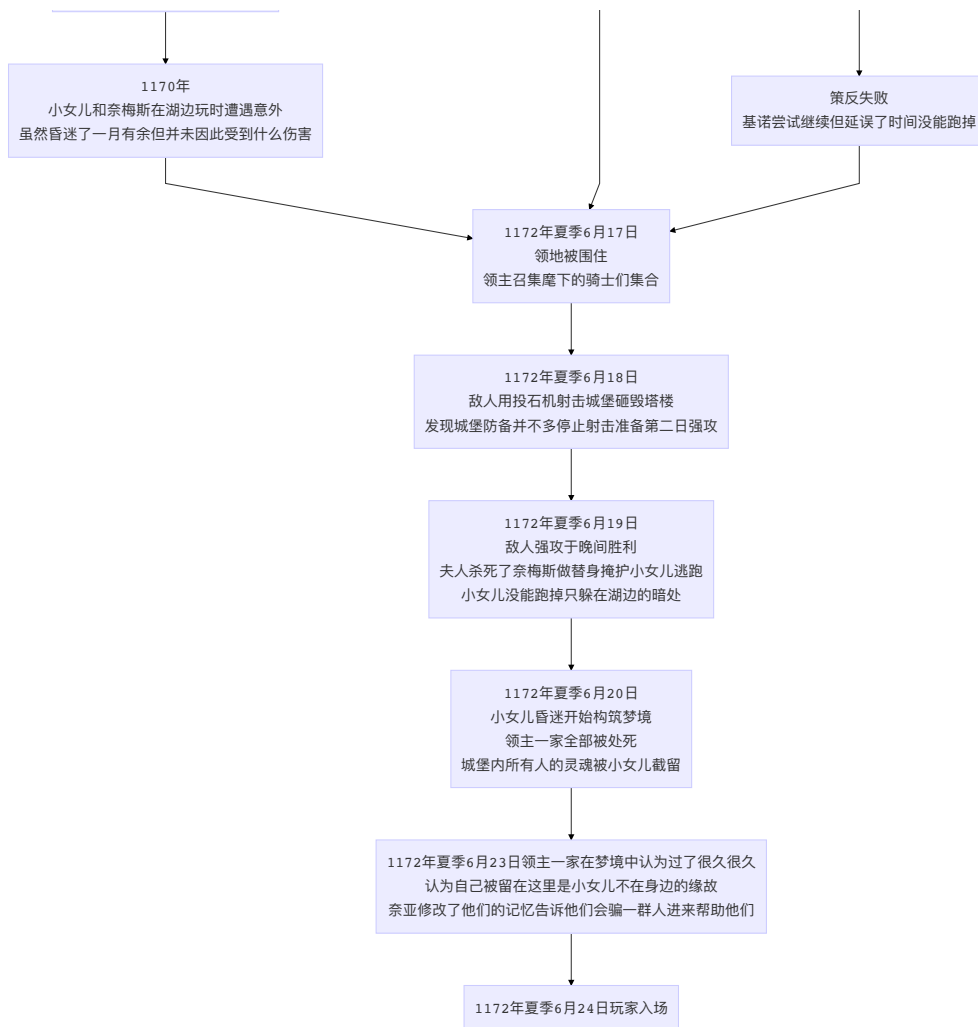 1170年
小女儿和奈梅斯在湖边玩时遭遇意外
虽然昏迷了一月有余但并未因此受到什么伤害
策反失败
基诺尝试继续但延误了时间没能跑掉
1172年夏季6月17日
领地被围住
领主召集麾下的骑士们集合
1172年夏季6月18日
敌人用投石机射击城堡砸毁塔楼
发现城堡防备并不多停止射击准备第二日强攻
1172年夏季6月19日
敌人强攻于晚间胜利
夫人杀死了奈梅斯做替身掩护小女儿逃跑
小女儿没能跑掉只躲在湖边的暗处
1172年夏季6月20日
小女儿昏迷开始构筑梦境
领主一家全部被处死
城堡内所有人的灵魂被小女儿截留
1172年夏季6月23日领主一家在梦境中认为过了很久很久
认为自己被留在这里是小女儿不在身边的缘故
奈亚修改了他们的记忆告诉他们会骗一群人进来帮助他们
1172年夏季6月24日玩家入场